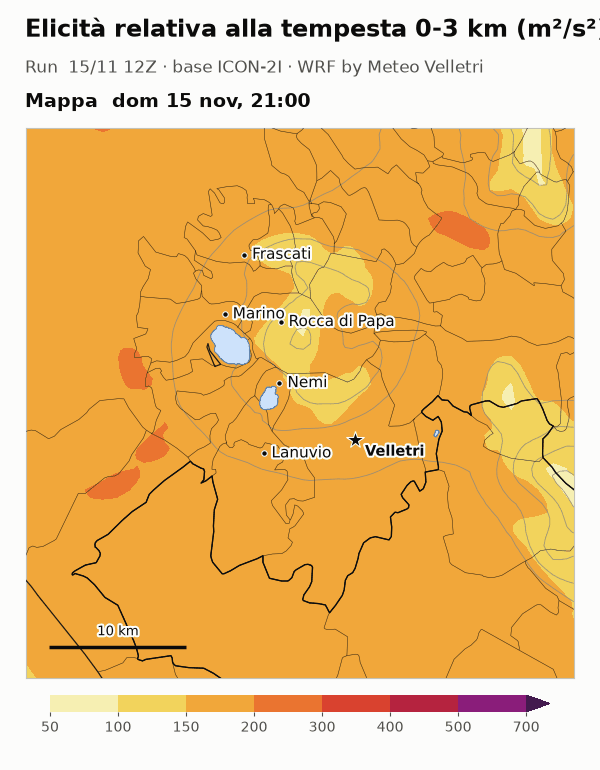 Elicità relativa alla tempesta 0-3 km (m²/s²)
Run  15/11 12Z · base ICON-2I · WRF by Meteo Velletri
Mappa  dom 15 nov, 21:00
Frascati
Marino
Rocca di Papa
Nemi
Velletri
Lanuvio
10 km
50 100 150 200 300 400 500 700